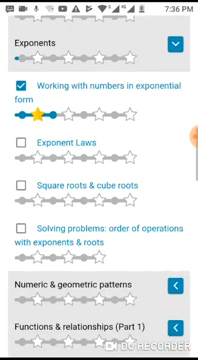 7:36 PM
Exponents
Working with numbers in exponential
form
Exponent Laws
Square roots & cube roots
Solving problems: order of operations
with exponents & roots
Numeric & geometric patterns
Functions & relationships (Part 1)
DU RECORDER